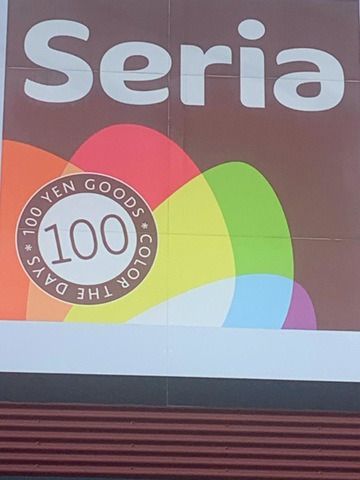 Seria
100 YEN GOODS * COLOR THE DAYS *
100